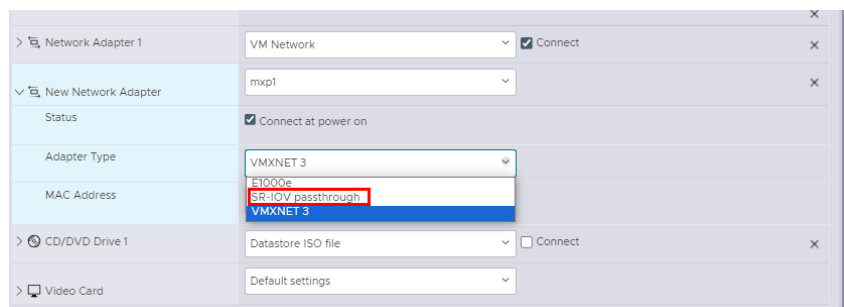 Network Adapter 1 VM Network Connect
New Network Adapter mxp1
Status Connect at power on
Adapter Type VMXNET 3
E1000e
SR-IOV passthrough
VMXNET 3
MAC Address
CD/DVD Drive 1 Datastore ISO file Connect
Video Card Default settings